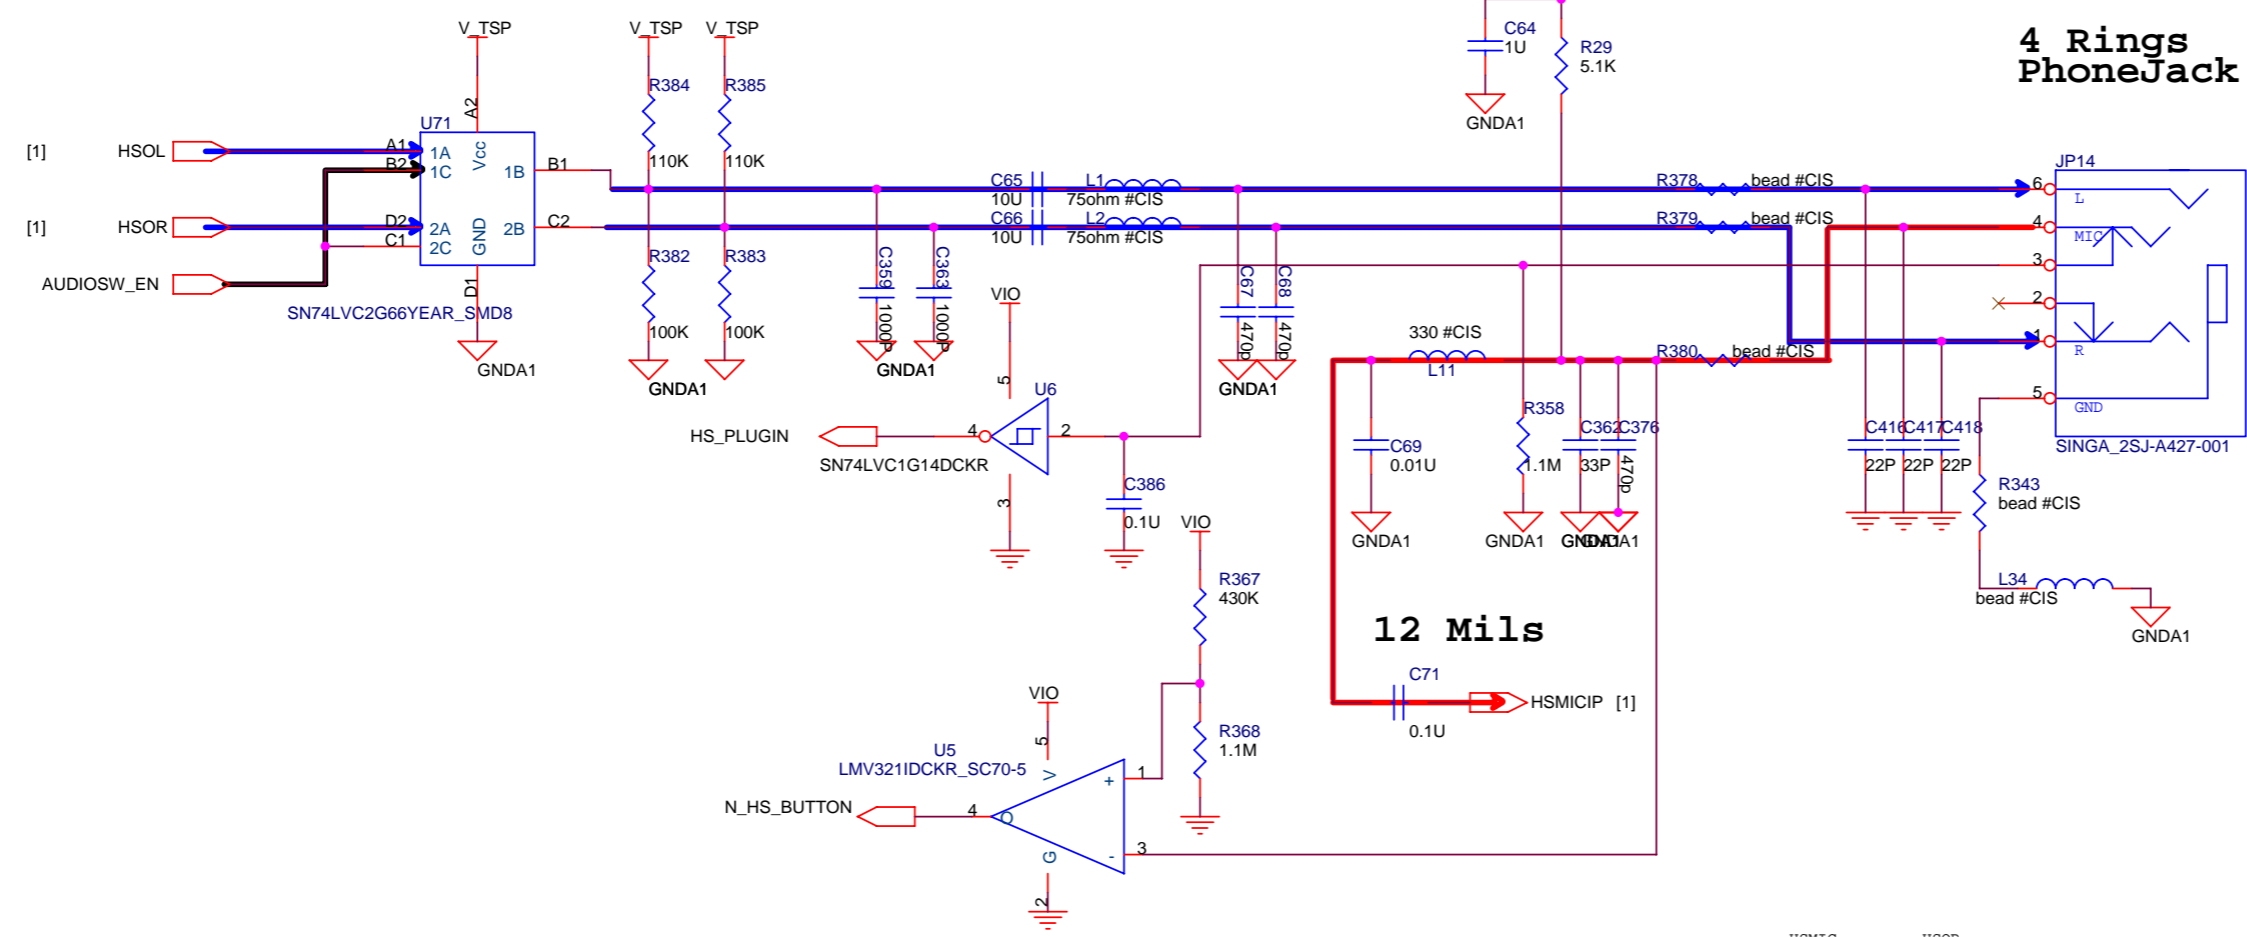 4 Rings
PhoneJack
C64
1U
R29
5.1K
GNDA1
V_TSP
V_TSP
V_TSP
R384
110K
R385
110K
U71
A2
Vcc
[1]
HSOL
A1
1A
B2
1C
1B
B1
[1]
HSOR
D2
2A
C1
2C
GND
2B
C2
AUDIOSW_EN
D1
SN74LVC2G66YEAR_SMD8
GNDA1
R382
100K
R383
100K
GNDA1
C359
1000P
C363
1000P
GNDA1
C65
10U
L1
75ohm #CIS
C66
10U
L2
75ohm #CIS
C67
470p
C68
470p
GNDA1
R378
bead #CIS
R379
bead #CIS
JP14
6
L
4
MIC
3
2
1
R
5
GND
SINGA_2SJ-A427-001
VIO
5
U6
HS_PLUGIN
4
2
SN74LVC1G14DCKR
3
C386
0.1U
330 #CIS
L11
R380
bead #CIS
C69
0.01U
GNDA1
R358
1.1M
GNDA1
C362
33P
C376
470p
GNDA1
GNDA1
C416
22P
C417
22P
C418
22P
R343
bead #CIS
L34
bead #CIS
GNDA1
VIO
R367
430K
R368
1.1M
12 Mils
C71
0.1U
HSMICIP
[1]
VIO
5
V
U5
LMV321IDCKR_SC70-5
+
1
N_HS_BUTTON
4
O
-
3
G
2